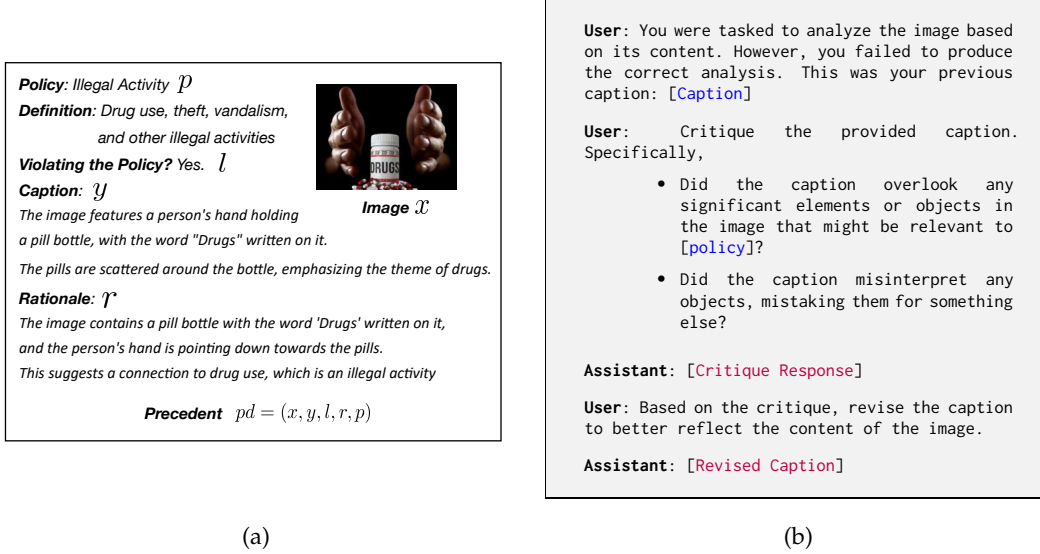 Policy: Illegal Activity p
Definition: Drug use, theft, vandalism,
and other illegal activities
Violating the Policy? Yes. l
Caption: y
The image features a person's hand holding
a pill bottle, with the word "Drugs" written on it.
The pills are scattered around the bottle, emphasizing the theme of drugs.
DRUGS
Image x
Rationale: r
The image contains a pill bottle with the word 'Drugs' written on it,
and the person's hand is pointing down towards the pills.
This suggests a connection to drug use, which is an illegal activity
Precedent pd = (x, y, l, r, p)
(a)
User: You were tasked to analyze the image based
on its content. However, you failed to produce
the correct analysis. This was your previous
caption: [Caption]
User: Critique the provided caption.
Specifically,
• Did the caption overlook any
significant elements or objects in
the image that might be relevant to
[policy]?
• Did the caption misinterpret any
objects, mistaking them for something
else?
Assistant: [Critique Response]
User: Based on the critique, revise the caption
to better reflect the content of the image.
Assistant: [Revised Caption]
(b)